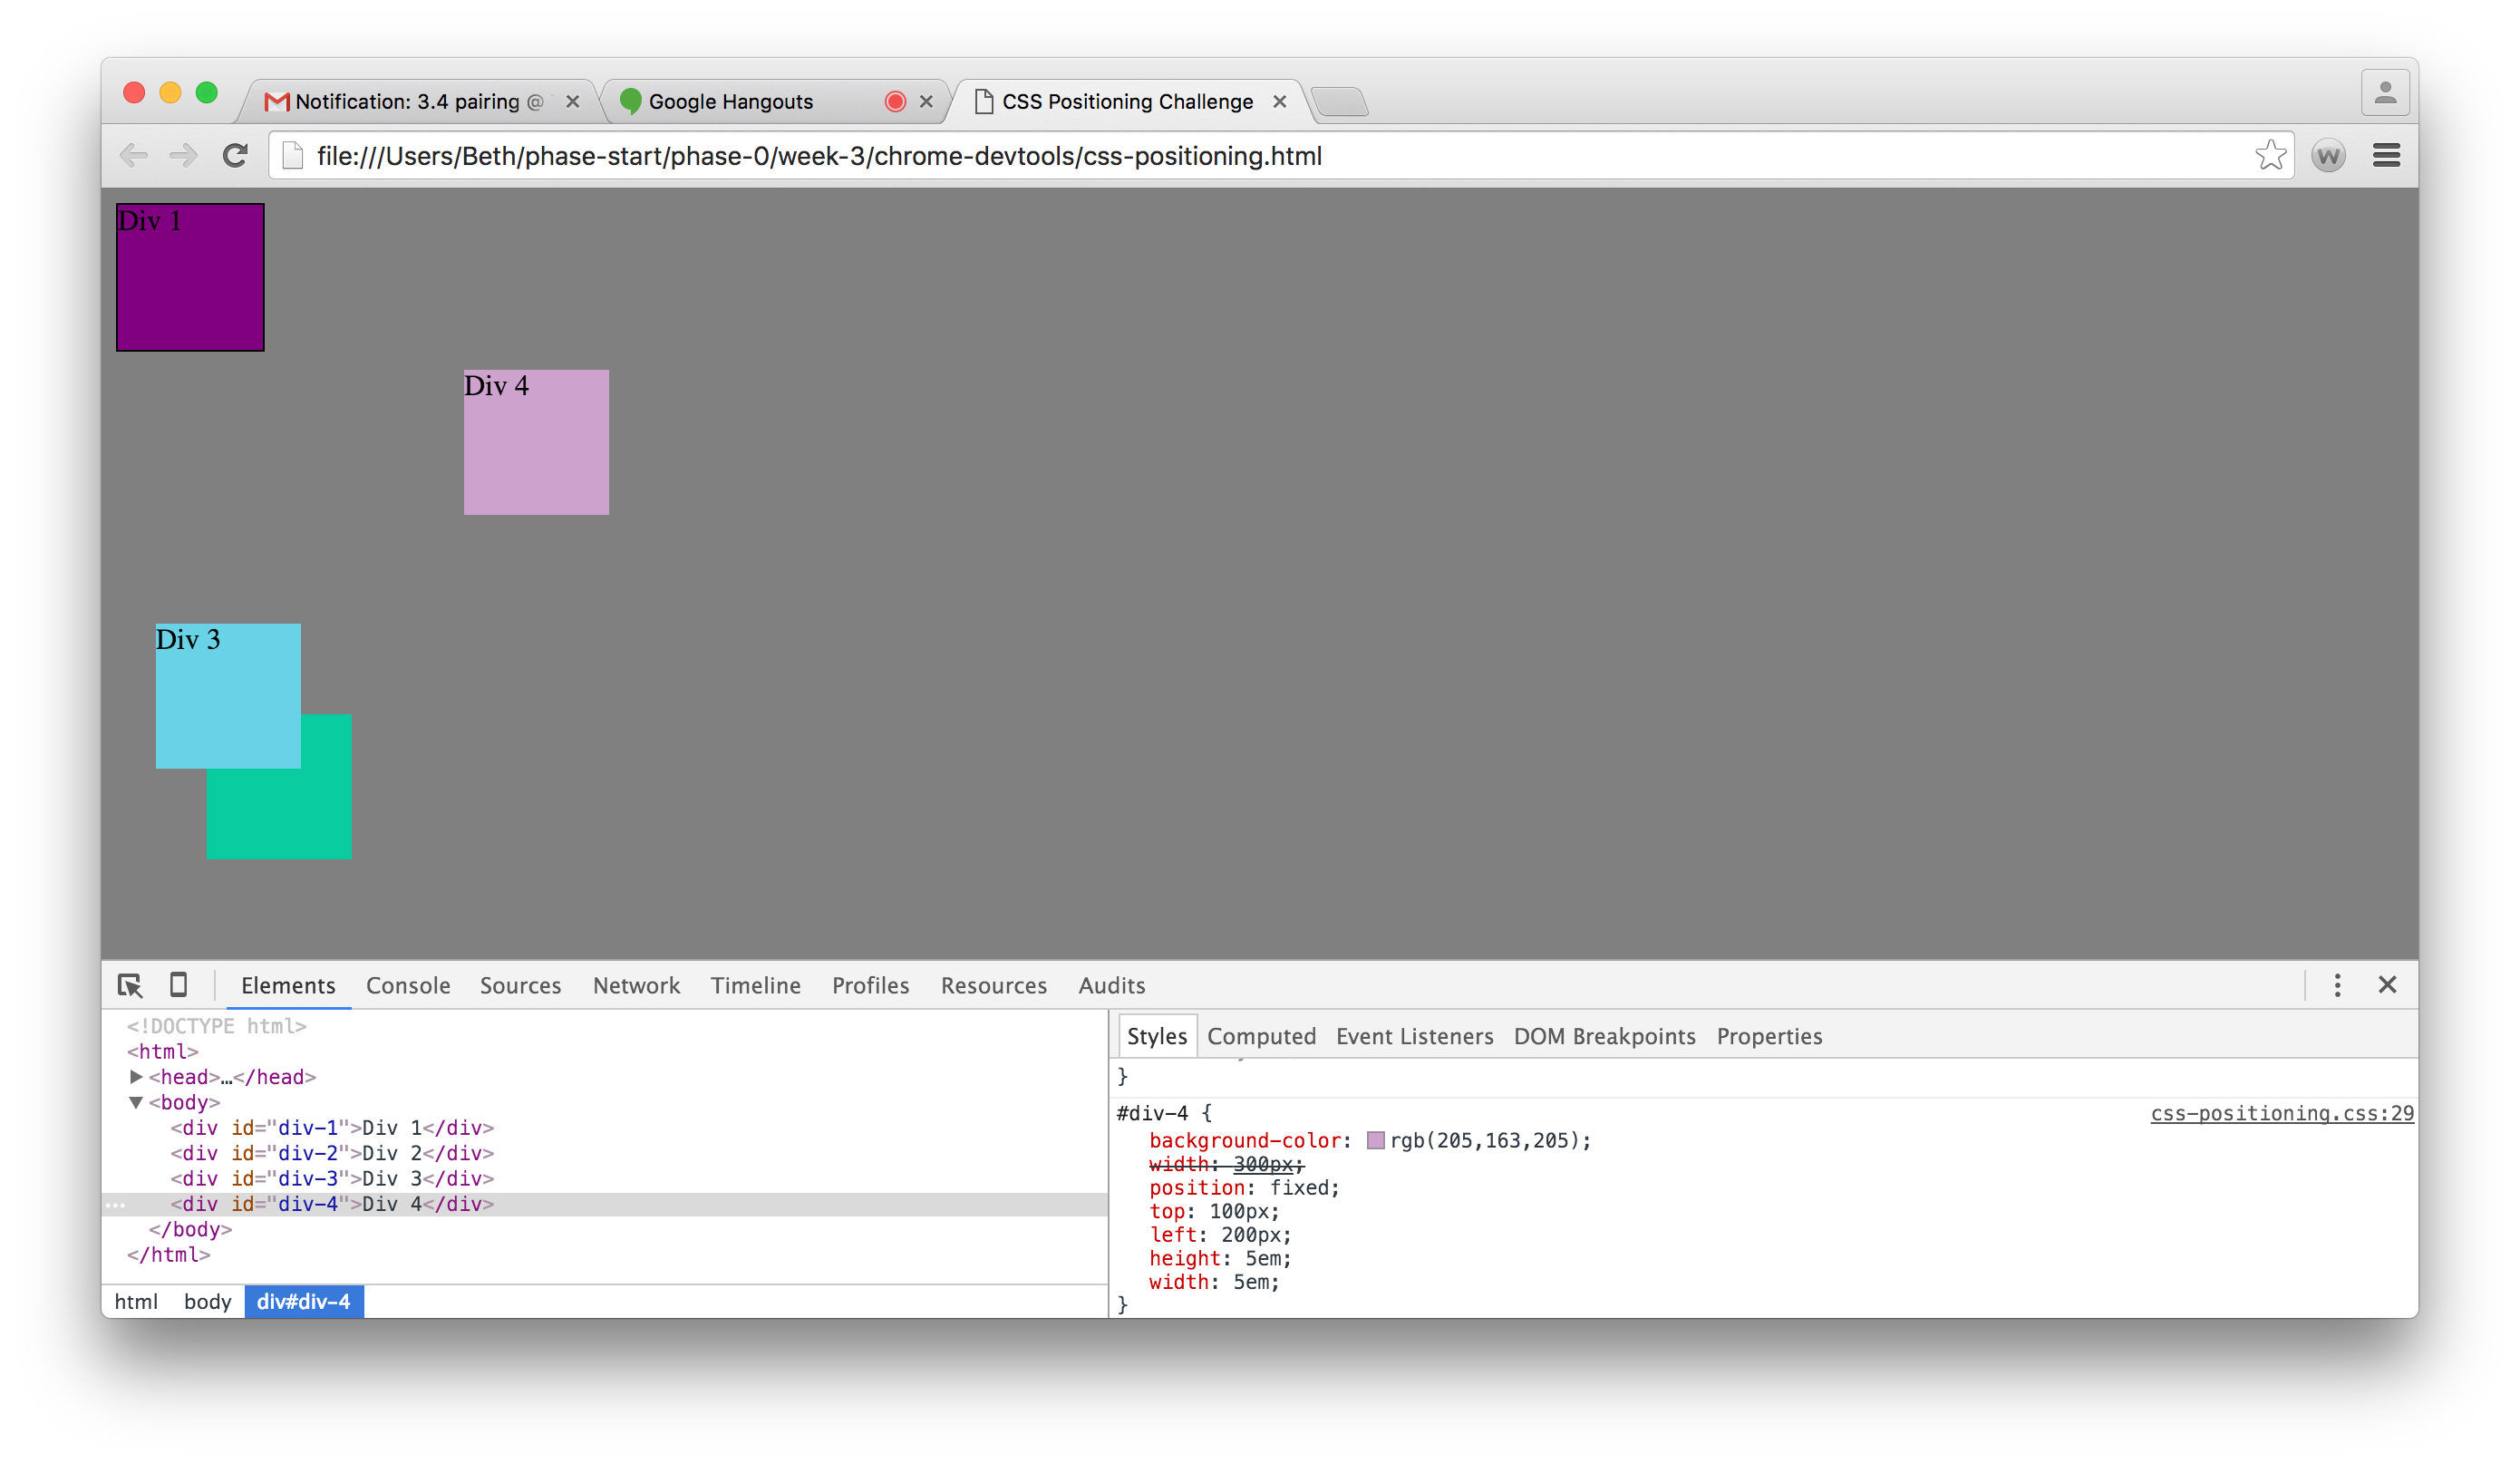 Notification: 3.4 pairing @
Google Hangouts
CSS Positioning Challenge
file:///Users/Beth/phase-start/phase-0/week-3/chrome-devtools/css-positioning.html
W
Div 1
Div 4
Div 3
Elements Console Sources Network Timeline Profiles Resources Audits
<!DOCTYPE html>
<html>
<head>…</head>
<body>
<div id="div-1">Div 1</div>
<div id="div-2">Div 2</div>
<div id="div-3">Div 3</div>
<div id="div-4">Div 4</div>
</body>
</html>
html body div#div-4
Styles Computed Event Listeners DOM Breakpoints Properties
}
#div-4 {
css-positioning.css:29
background-color: rgb(205,163,205);
width: 300px;
position: fixed;
top: 100px;
left: 200px;
height: 5em;
width: 5em;
}